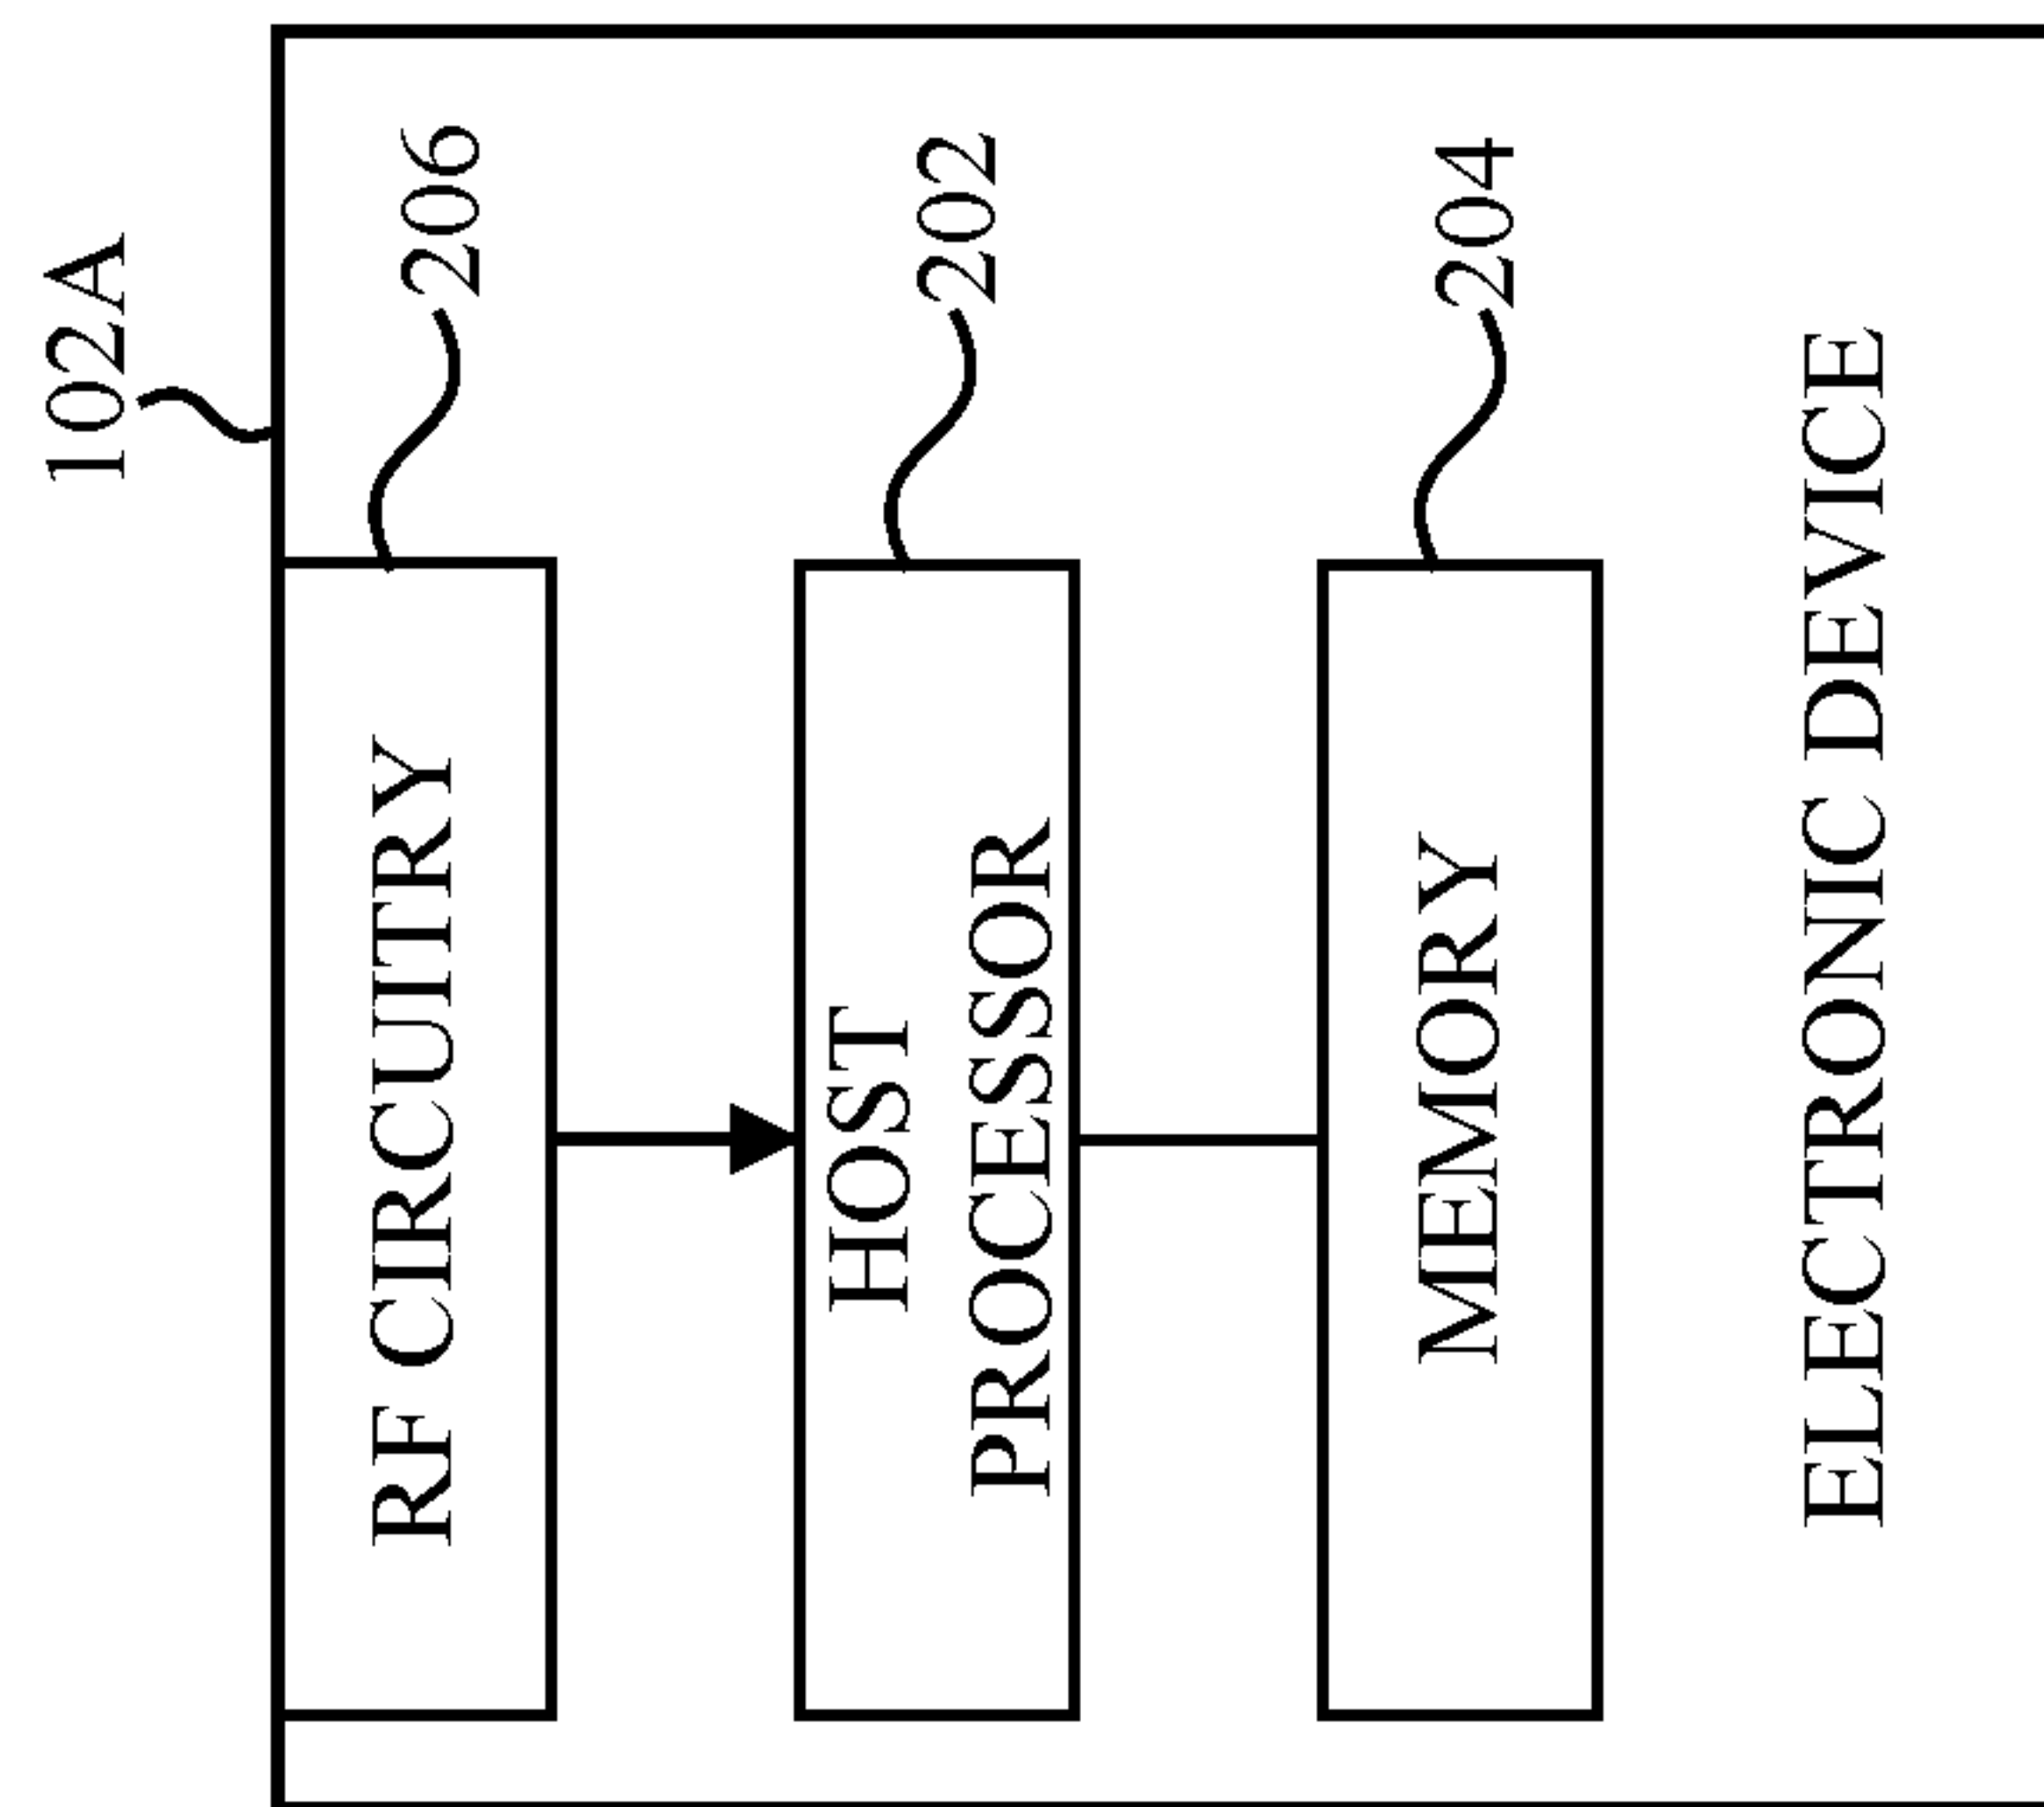 102A
RF CIRCUITRY
206
HOST
PROCESSOR
202
MEMORY
204
ELECTRONIC DEVICE